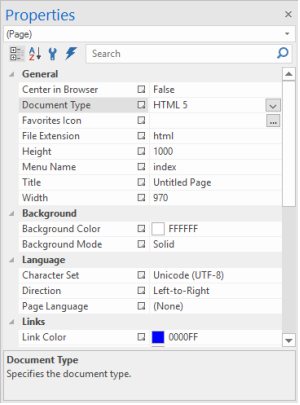 Properties
(Page)
Search
General
Center in Browser False
Document Type HTML 5
Favorites Icon ...
File Extension html
Height 1000
Menu Name index
Title Untitled Page
Width 970
Background
Background Color FFFFFF
Background Mode Solid
Language
Character Set Unicode (UTF-8)
Direction Left-to-Right
Page Language (None)
Links
Link Color 0000FF
Document Type
Specifies the document type.